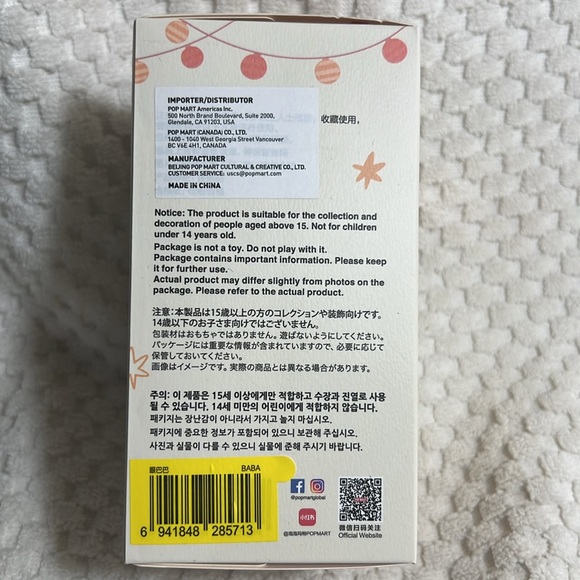 IMPORTER/DISTRIBUTOR
POP MART Americas Inc.
500 North Brand Boulevard, Suite 2000,
Glendale, CA 91203, USA
POP MART (CANADA) CO., LTD.
1400 - 1040 West Georgia Street Vancouver
BC V6E 4H1, CANADA
MANUFACTURER
BEIJING POP MART CULTURAL & CREATIVE CO., LTD.
CUSTOMER SERVICE: uscs@popmart.com
MADE IN CHINA
收藏使用,
Notice: The product is suitable for the collection and
decoration of people aged above 15. Not for children
under 14 years old.
Package is not a toy. Do not play with it.
Package contains important information. Please keep
it for further use.
Actual product may differ slightly from photos on the
package. Please refer to the actual product.
注意:本製品は15歳以上の方のコレクションや装飾向けです。
14歳以下のお子さま向けではございません。
包装材はおもちゃではありません。遊ばないようにしてください。
パッケージには重要な情報が含まれていますので、必要に応じて
保管しておいてください。
画像はイメージです。実際の商品とは異なる場合があります。
주의: 이 제품은 15세 이상에게만 적합하고 수장과 진열로 사용
될 수 있습니다. 14세 미만의 어린이에게 적합하지 않습니다.
패키지는 장난감이 아니라서 가지고 놀지 마십시오.
패키지에 중요한 정보가 포함되어 있으니 보관해 주십시오.
사진과 실물이 다를 수 있으니 실물에 준해 주시기 바랍니다.
眼巴巴 BABA
6 941848 285713
@popmartglobal
小红书
@泡泡玛特POPMART
微信扫码关注
Official Website